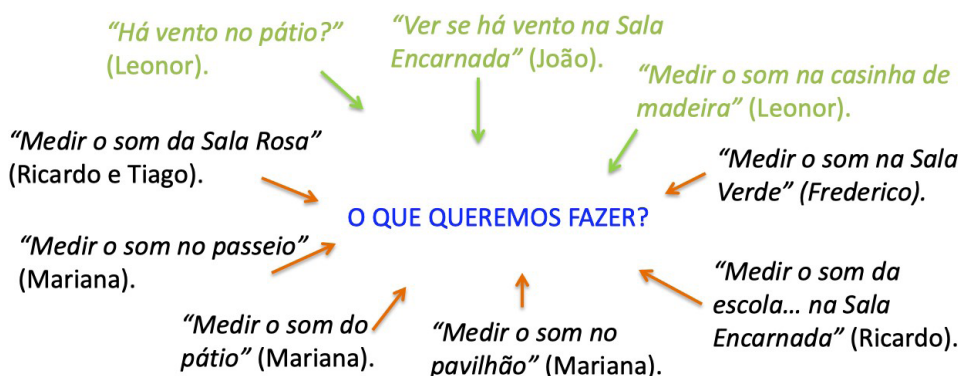 “Há vento no pátio?”
(Leonor).
“Ver se há vento na Sala
Encarnada” (João).
“Medir o som na casinha de
madeira” (Leonor).
“Medir o som da Sala Rosa”
(Ricardo e Tiago).
“Medir o som na Sala
Verde” (Frederico).
O QUE QUEREMOS FAZER?
“Medir o som no passeio”
(Mariana).
“Medir o som da
escola… na Sala
Encarnada” (Ricardo).
“Medir o som do
pátio” (Mariana).
“Medir o som no
pavilhão” (Mariana).